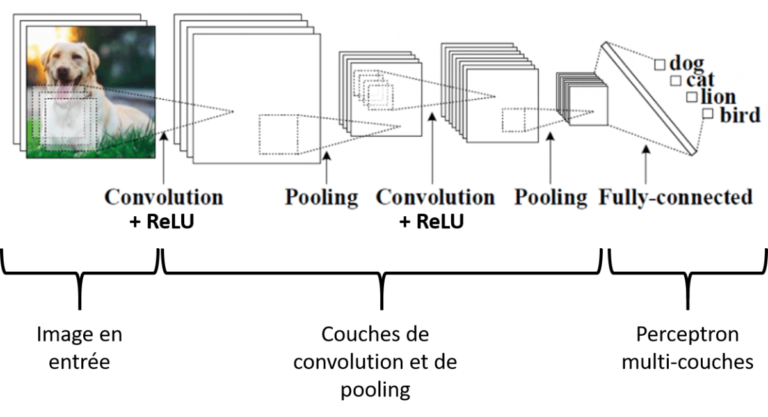 dog
cat
lion
bird
Convolution
+ ReLU
Pooling
Convolution
+ ReLU
Pooling
Fully-connected
Image en
entrée
Couches de
convolution et de
pooling
Perceptron
multi-couches